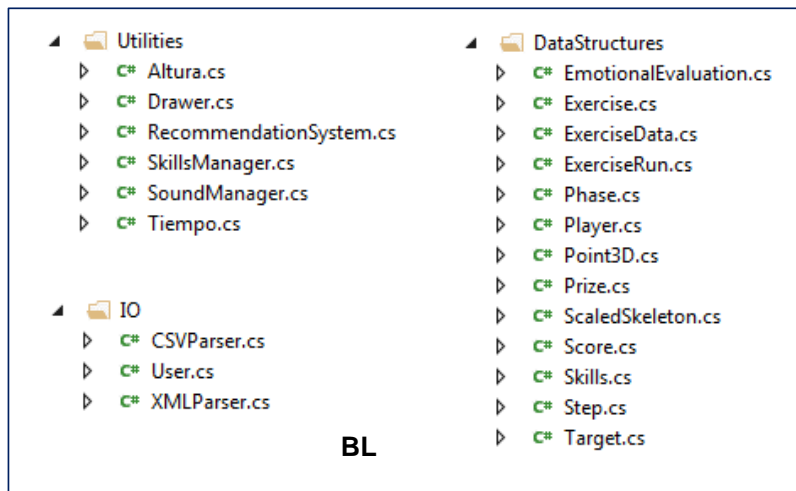 Utilities
C# Altura.cs
C# Drawer.cs
C# RecommendationSystem.cs
C# SkillsManager.cs
C# SoundManager.cs
C# Tiempo.cs
IO
C# CSVParser.cs
C# User.cs
C# XMLParser.cs
DataStructures
C# EmotionalEvaluation.cs
C# Exercise.cs
C# ExerciseData.cs
C# ExerciseRun.cs
C# Phase.cs
C# Player.cs
C# Point3D.cs
C# Prize.cs
C# ScaledSkeleton.cs
C# Score.cs
C# Skills.cs
C# Step.cs
C# Target.cs
BL